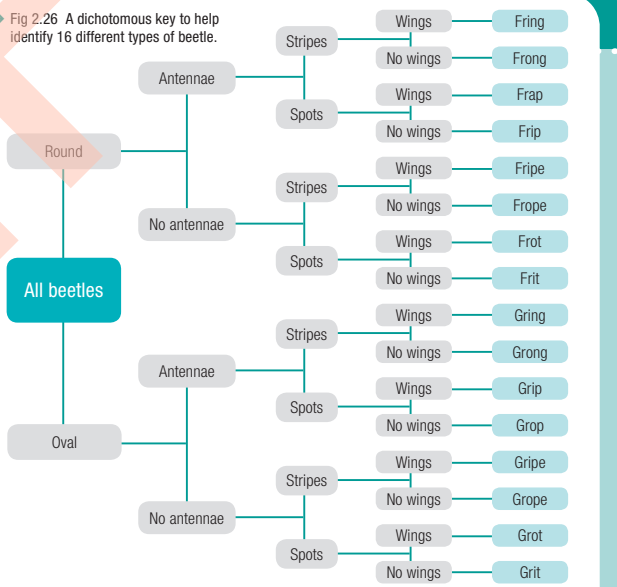 Fig 2.26 A dichotomous key to help
identify 16 different types of beetle.
All beetles
Round
Antennae
Stripes
Wings
Fring
No wings
Frong
Spots
Wings
Frap
No wings
Frip
No antennae
Stripes
Wings
Fripe
No wings
Frope
Spots
Wings
Frot
No wings
Frit
Oval
Antennae
Stripes
Wings
Gring
No wings
Grong
Spots
Wings
Grip
No wings
Grop
No antennae
Stripes
Wings
Gripe
No wings
Grope
Spots
Wings
Grot
No wings
Grit